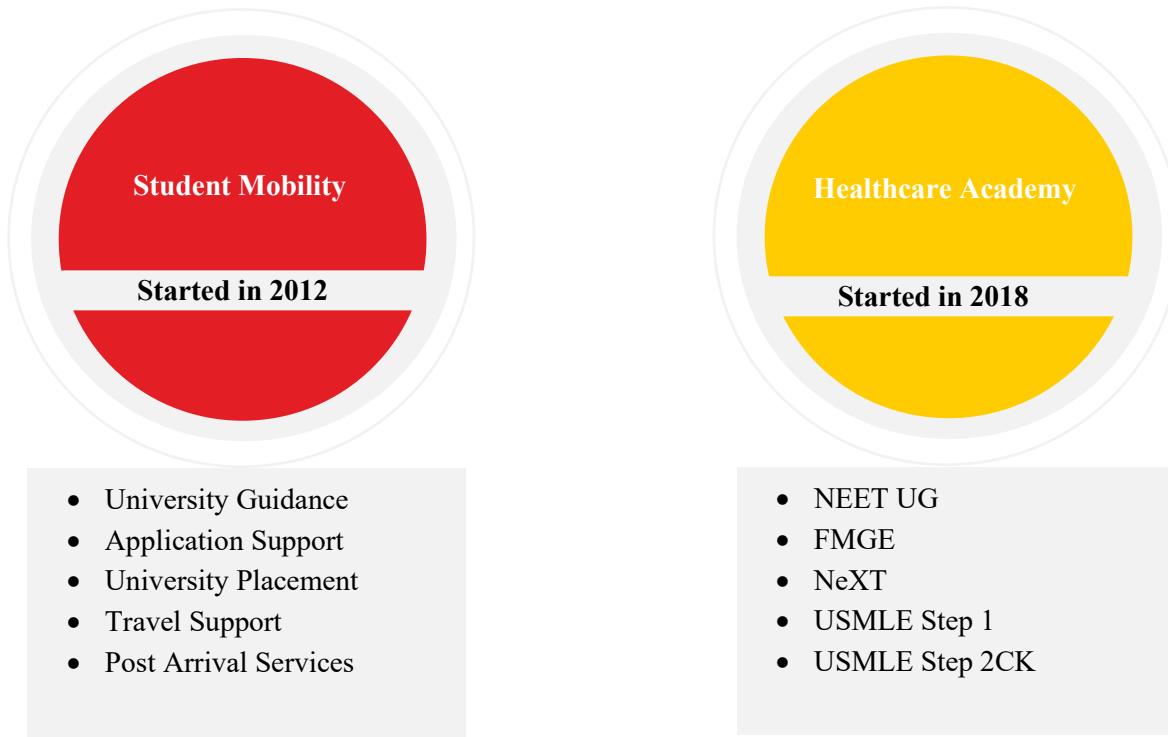 Student Mobility
Started in 2012
• University Guidance
• Application Support
• University Placement
• Travel Support
• Post Arrival Services
Healthcare Academy
Started in 2018
• NEET UG
• FMGE
• NeXT
• USMLE Step 1
• USMLE Step 2CK